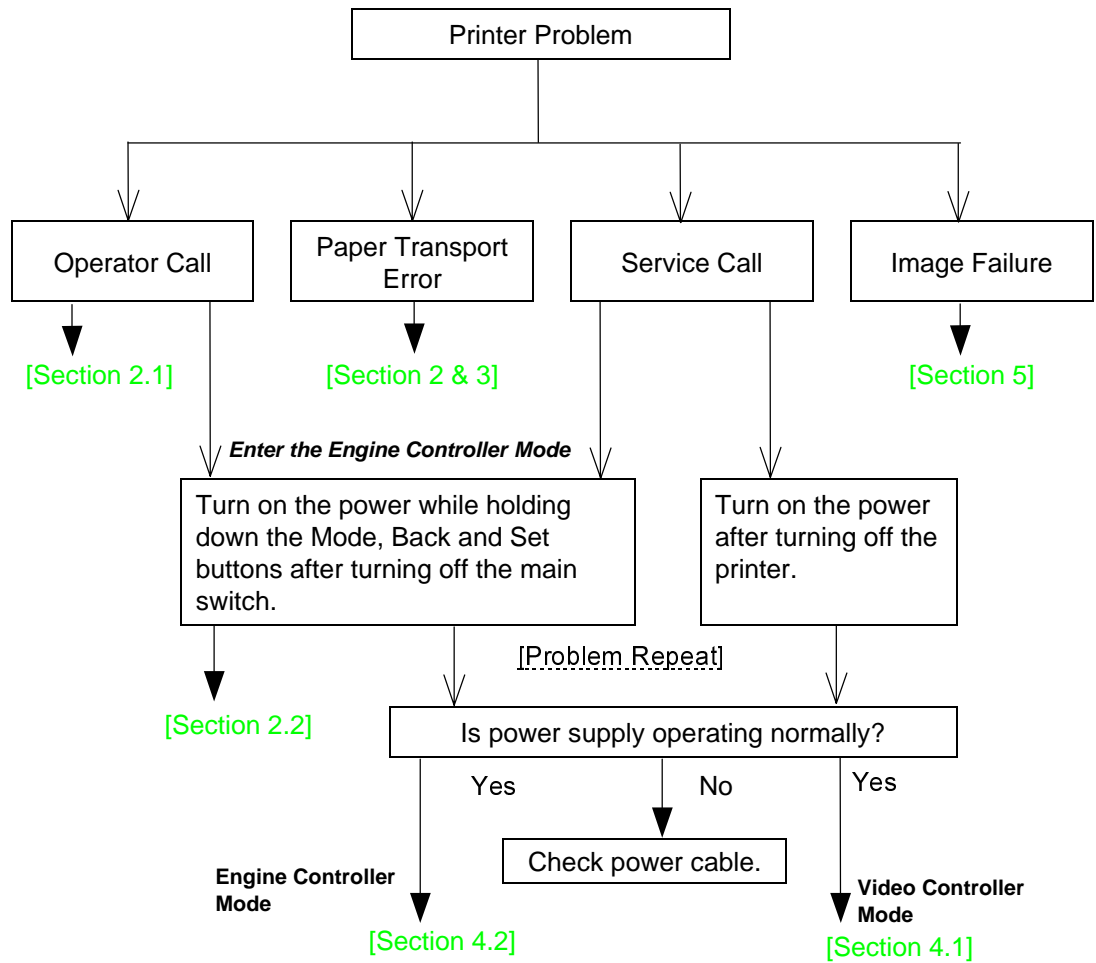 Printer Problem
Operator Call
Paper Transport
Error
Service Call
Image Failure
[Section 2.1]
[Section 2 & 3]
[Section 5]
Enter the Engine Controller Mode
Turn on the power while holding
down the Mode, Back and Set
buttons after turning off the main
switch.
Turn on the power
after turning off the
printer.
[Problem Repeat]
[Section 2.2]
Is power supply operating normally?
Yes
No
Yes
Check power cable.
Engine Controller
Mode
Video Controller
Mode
[Section 4.2]
[Section 4.1]